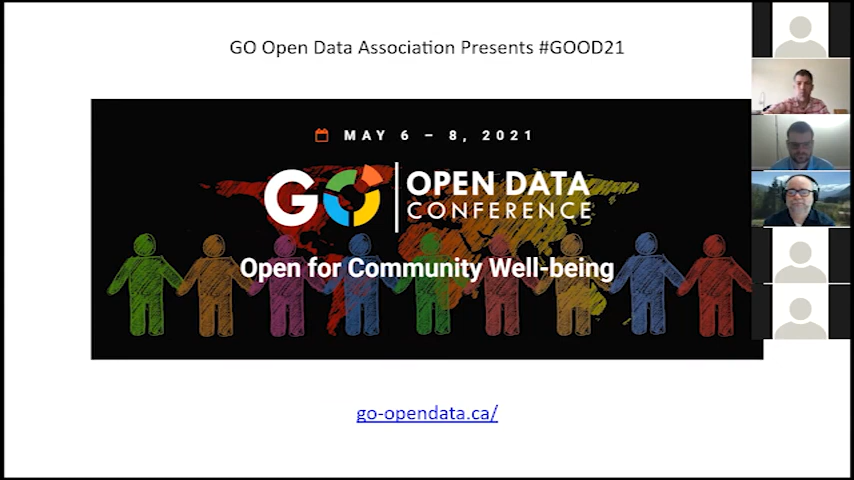 GO Open Data Association Presents #GOOD21
MAY 6 – 8, 2021
GO OPEN DATA
CONFERENCE
Open for Community Well-being
go-opendata.ca/